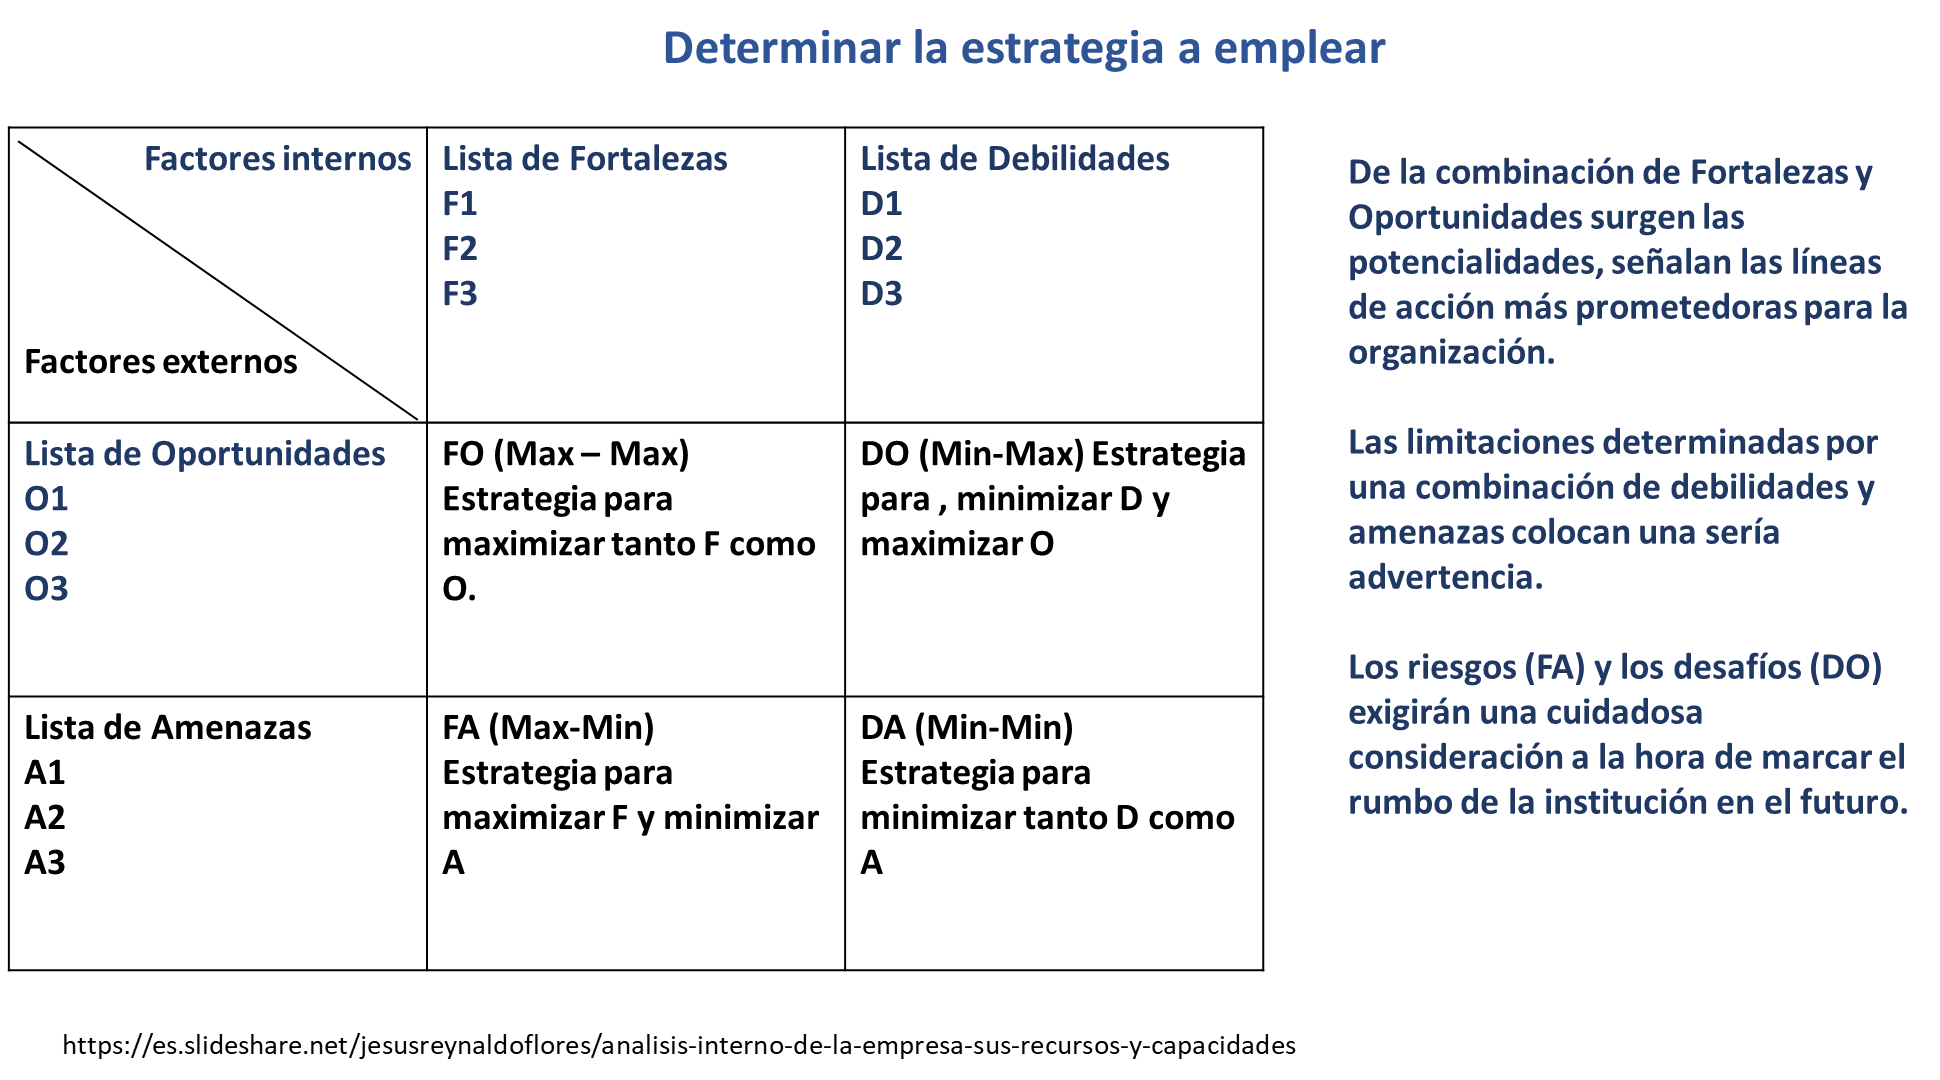 Determinar la estrategia a emplear
Factores internos
Factores externos
Lista de Fortalezas
F1
F2
F3
Lista de Debilidades
D1
D2
D3
Lista de Oportunidades
O1
O2
O3
FO (Max – Max)
Estrategia para
maximizar tanto F como
O.
DO (Min-Max) Estrategia
para , minimizar D y
maximizar O
Lista de Amenazas
A1
A2
A3
FA (Max-Min)
Estrategia para
maximizar F y minimizar
A
DA (Min-Min)
Estrategia para
minimizar tanto D como
A
De la combinación de Fortalezas y
Oportunidades surgen las
potencialidades, señalan las líneas
de acción más prometedoras para la
organización.
Las limitaciones determinadas por
una combinación de debilidades y
amenazas colocan una sería
advertencia.
Los riesgos (FA) y los desafíos (DO)
exigirán una cuidadosa
consideración a la hora de marcar el
rumbo de la institución en el futuro.
https://es.slideshare.net/jesusreynaldoflores/analisis-interno-de-la-empresa-sus-recursos-y-capacidades